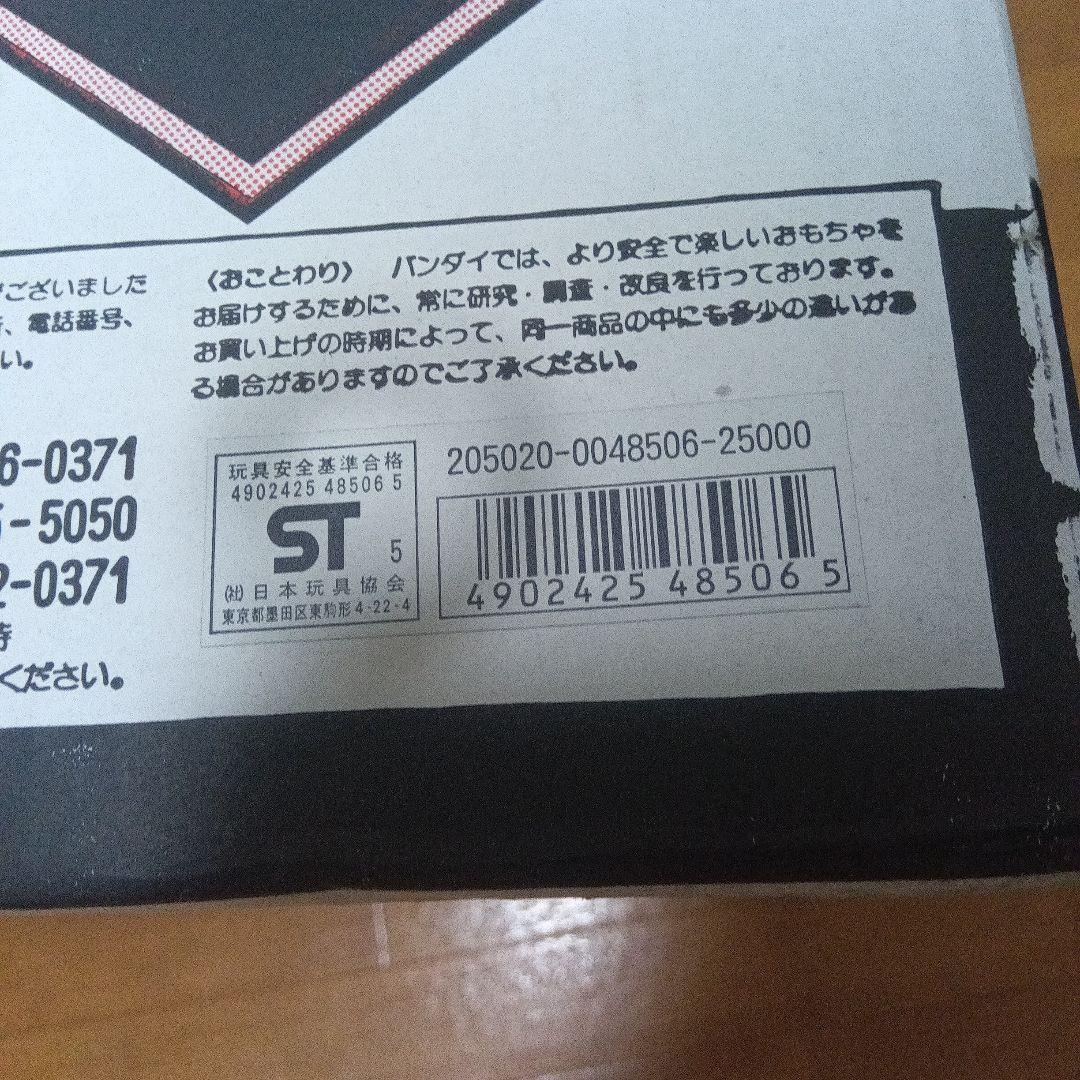 ございました
、電話番号、
い。
6-0371
-5050
2-0371
ください。
〈おことわり〉 バンダイでは、より安全で楽しいおもちゃを
お届けするために、常に研究・調査・改良を行っております。
お買い上げの時期によって、同一商品の中にも多少の違いがあ
る場合がありますのでご了承ください。
玩具安全基準合格
4902425 48506 5
ST 5
(社)日本玩具協会
東京都墨田区東駒形4-22-4
205020-0048506-25000
4902425 48506 5